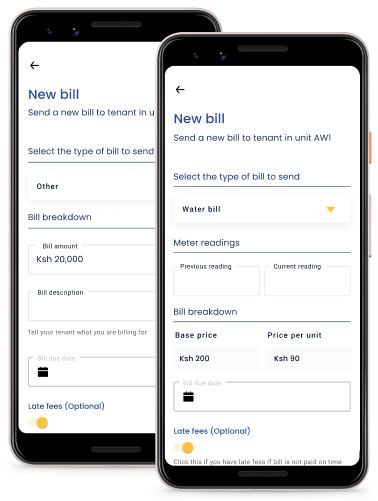 New bill
Send a new bill to tenant in u
Select the type of bill to send
Other
Bill breakdown
Bill amount
Ksh 20,000
Bill description
Tell your tenant what you are billing for
Bill due date
Late fees (Optional)
New bill
Send a new bill to tenant in unit AW1
Select the type of bill to send
Water bill
Meter readings
Previous reading
Current reading
Bill breakdown
Base price
Price per unit
Ksh 200
Ksh 90
Bill due date
Late fees (Optional)
Click this if you have late fees if bill is not paid on time